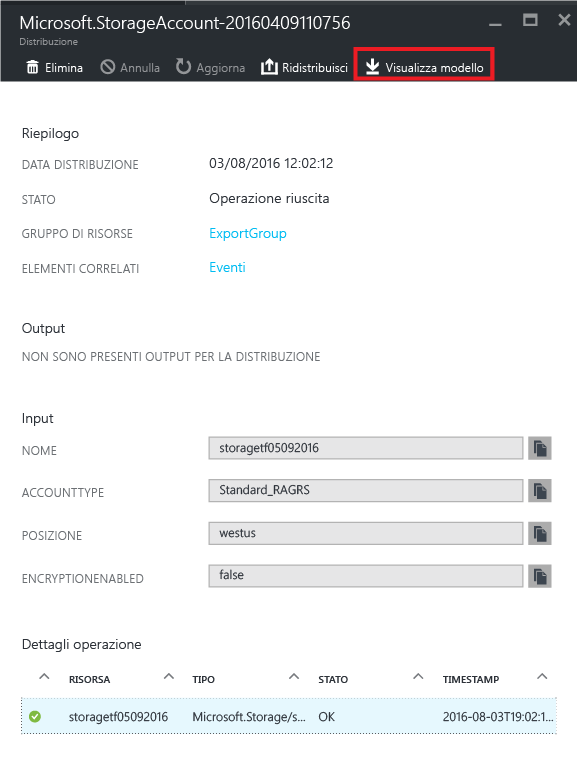 Microsoft.StorageAccount-20160409110756
Distribuzione
Elimina Annulla Aggiorna Ridistribuisci Visualizza modello
Riepilogo
DATA DISTRIBUZIONE 03/08/2016 12:02:12
STATO Operazione riuscita
GRUPPO DI RISORSE ExportGroup
ELEMENTI CORRELATI Eventi
Output
NON SONO PRESENTI OUTPUT PER LA DISTRIBUZIONE
Input
NOME storagetf05092016
ACCOUNTTYPE Standard_RAGRS
POSIZIONE westus
ENCRYPTIONENABLED false
Dettagli operazione
RISORSA TIPO STATO TIMESTAMP
storagetf05092016 Microsoft.Storage/s... OK 2016-08-03T19:02:1...